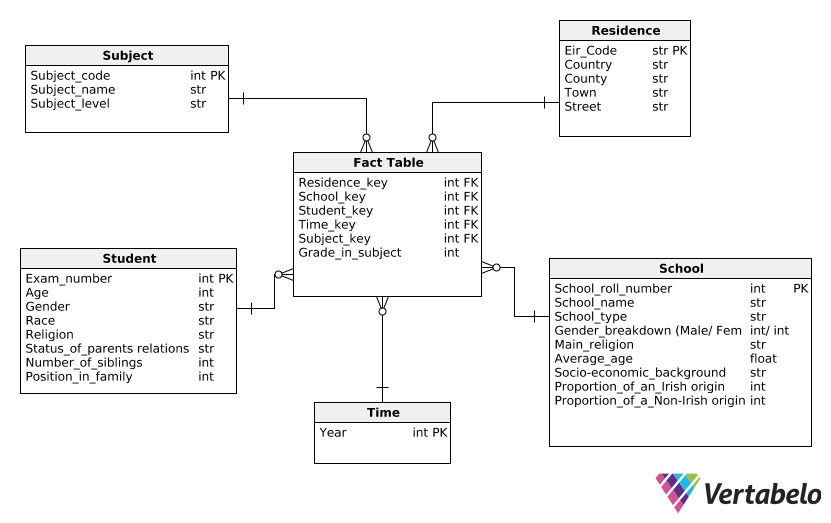 Subject
Subject_code int PK
Subject_name str
Subject_level str
Residence
Eir_Code str PK
Country str
County str
Town str
Street str
Fact Table
Residence_key int FK
School_key int FK
Student_key int FK
Time_key int FK
Subject_key int FK
Grade_in_subject int
Student
Exam_number int PK
Age int
Gender str
Race str
Religion str
Status_of_parents relations str
Number_of_siblings int
Position_in_family int
School
School_roll_number int PK
School_name str
School_type str
Gender_breakdown (Male/ Fem int/ int
Main_religion str
Average_age float
Socio-economic_background str
Proportion_of_an_Irish origin int
Proportion_of_a_Non-Irish origin int
Time
Year int PK
Vertabelo